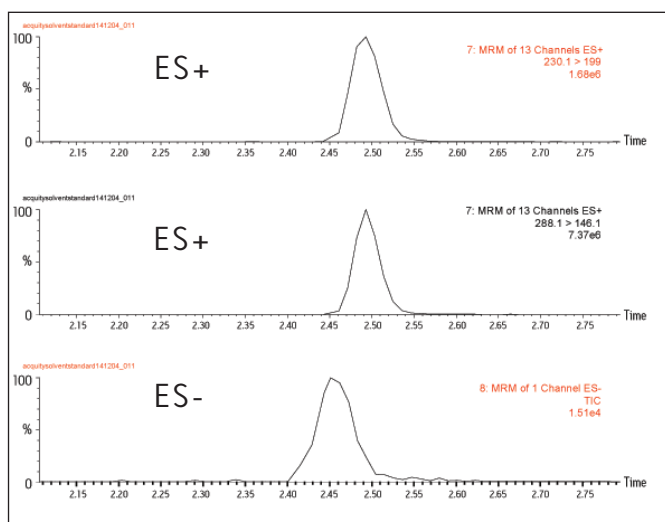 acquitysolventstandard141204_011
100
ES+
7: MRM of 13 Channels ES+
230.1 > 199
1.68e6
%
0
2.15 2.20 2.25 2.30 2.35 2.40 2.45 2.50 2.55 2.60 2.65 2.70 2.75
Time
acquitysolventstandard141204_011
100
ES+
7: MRM of 13 Channels ES+
288.1 > 146.1
7.37e6
%
0
2.15 2.20 2.25 2.30 2.35 2.40 2.45 2.50 2.55 2.60 2.65 2.70 2.75
Time
acquitysolventstandard141204_011
100
ES-
8: MRM of 1 Channel ES-
TIC
1.51e4
%
0
2.15 2.20 2.25 2.30 2.35 2.40 2.45 2.50 2.55 2.60 2.65 2.70 2.75
Time